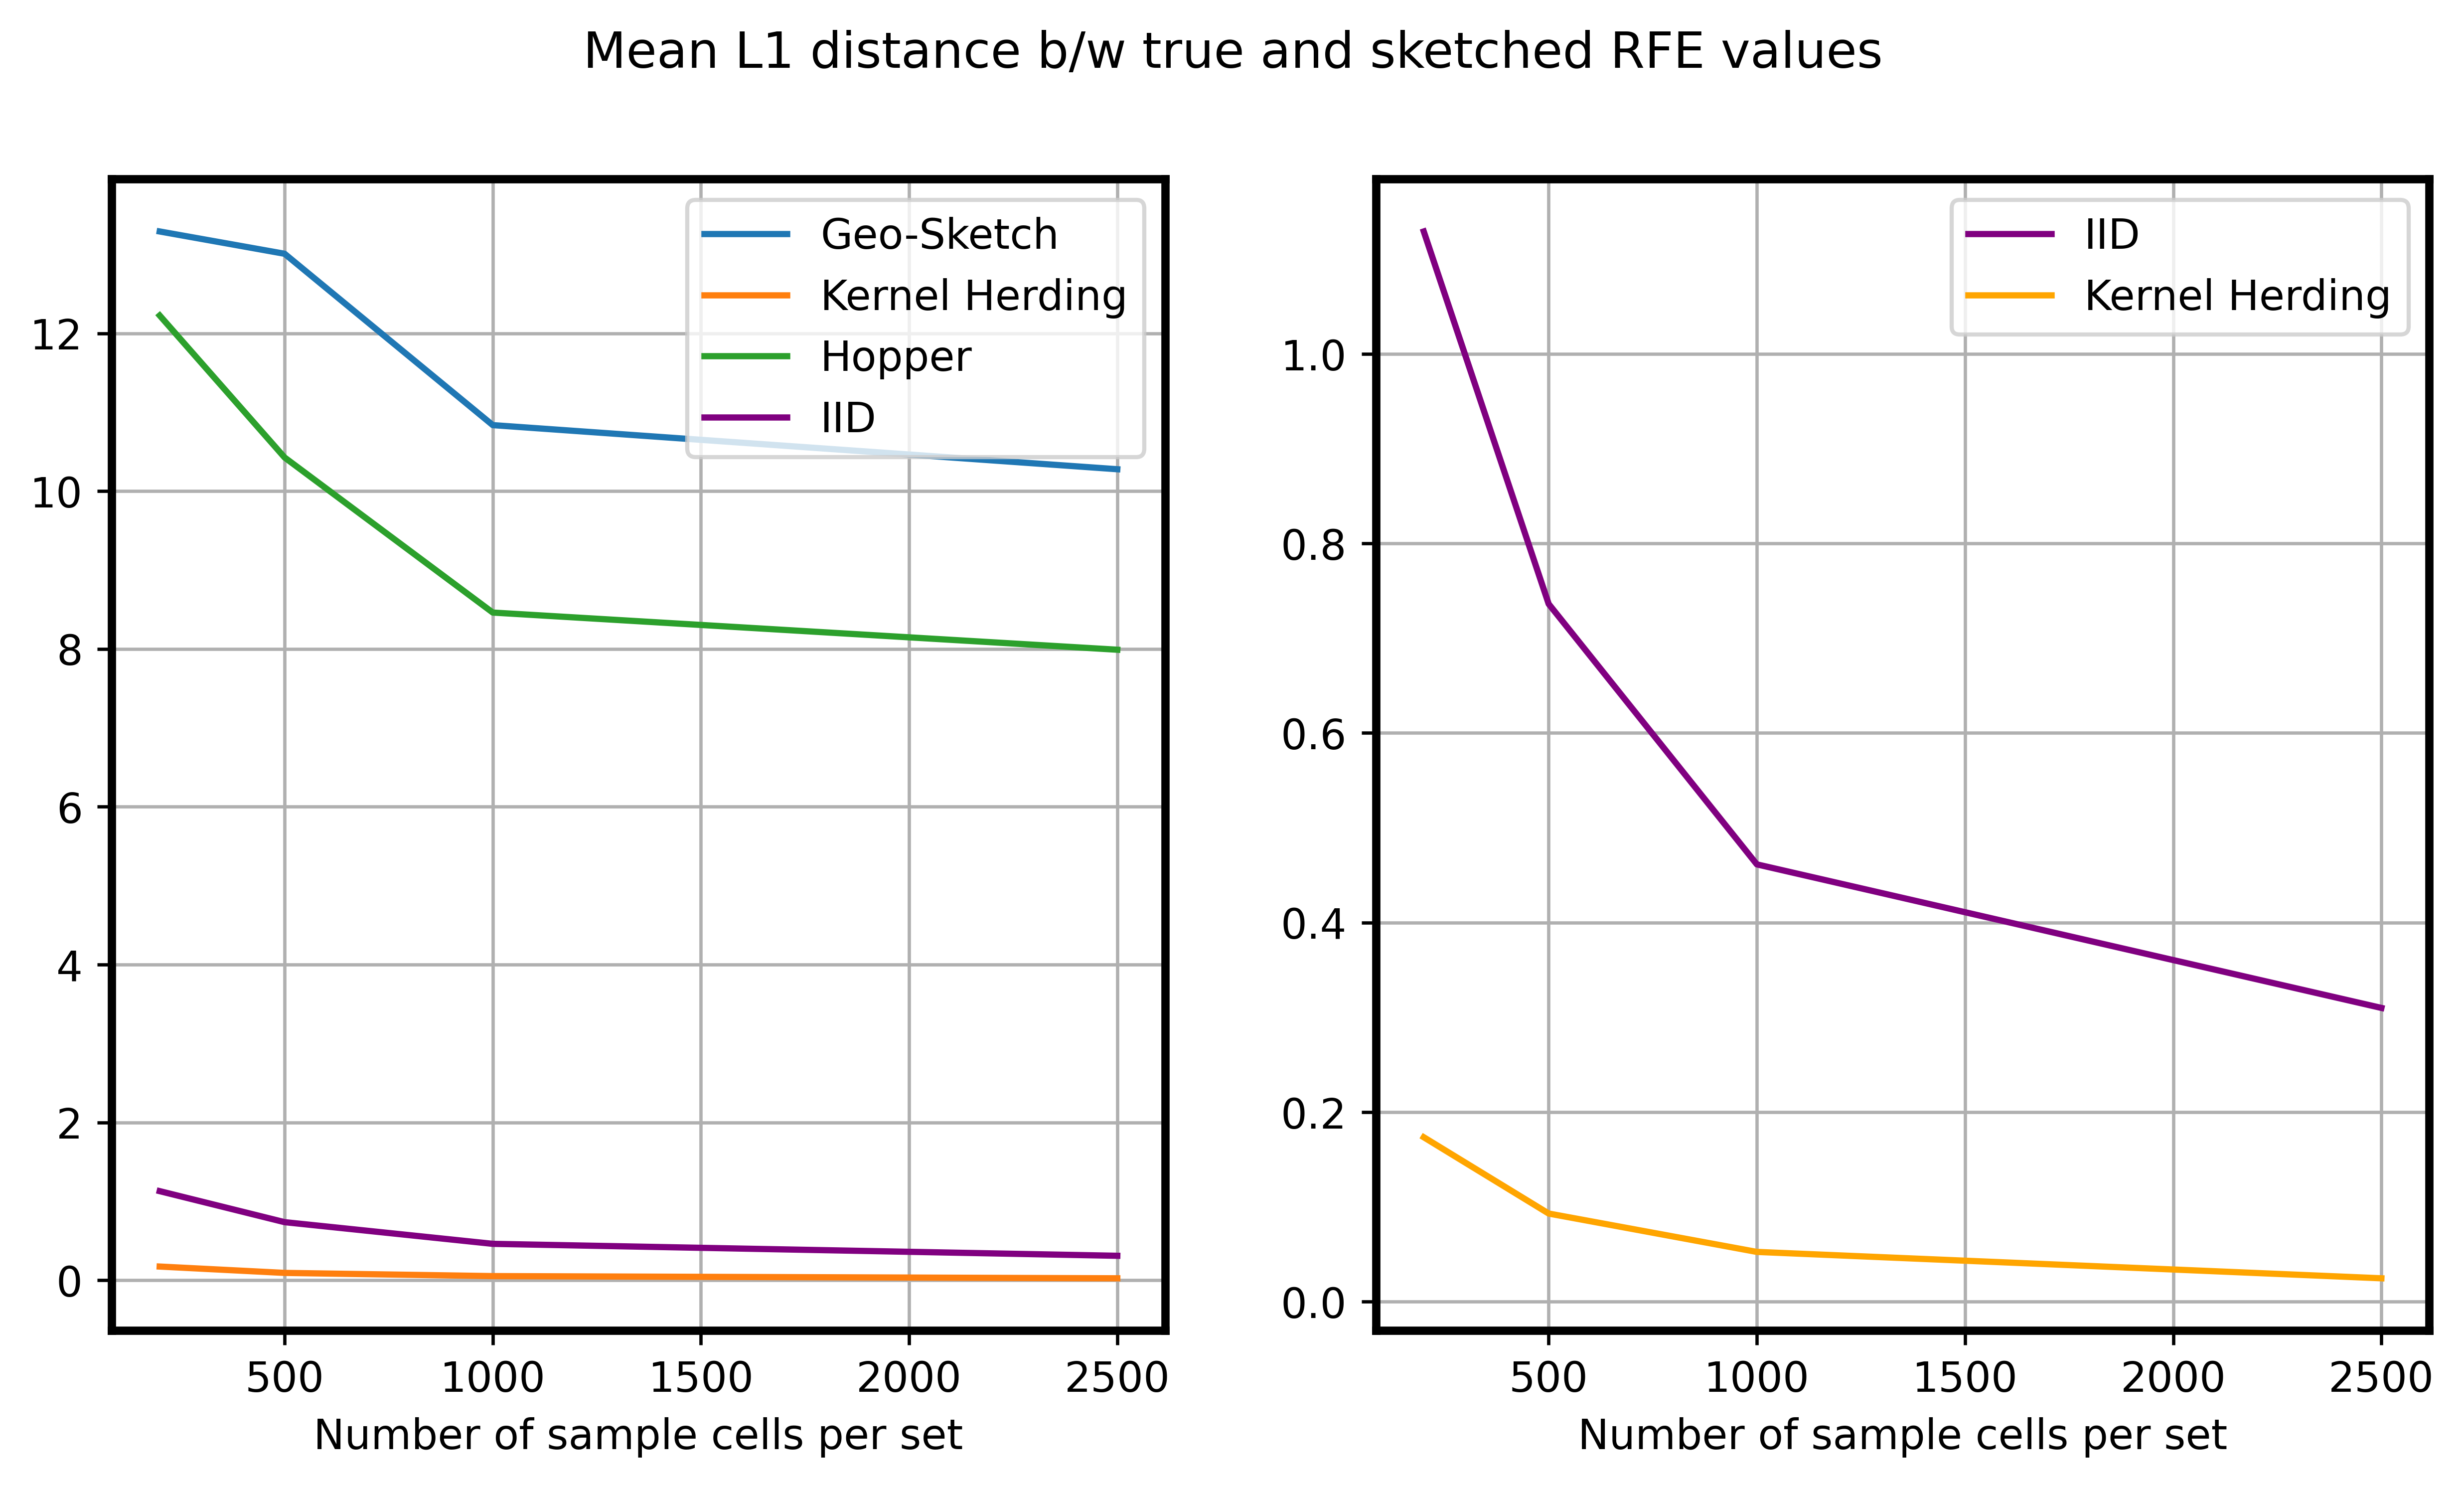 Mean L1 distance b/w true and sketched RFE values
Geo-Sketch
Kernel Herding
Hopper
IID
12
10
8
6
4
2
0
500 1000 1500 2000 2500
Number of sample cells per set
IID
Kernel Herding
1.0
0.8
0.6
0.4
0.2
0.0
500 1000 1500 2000 2500
Number of sample cells per set